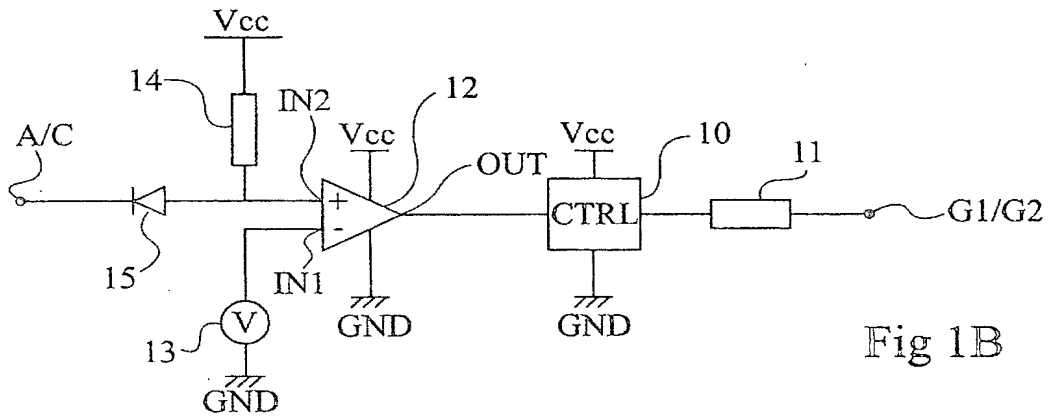 Vcc
14
IN2
12
A/C
Vcc
OUT
Vcc
10
11
+
CTRL
G1/G2
-
15
IN1
GND
GND
13
V
GND
Fig 1B